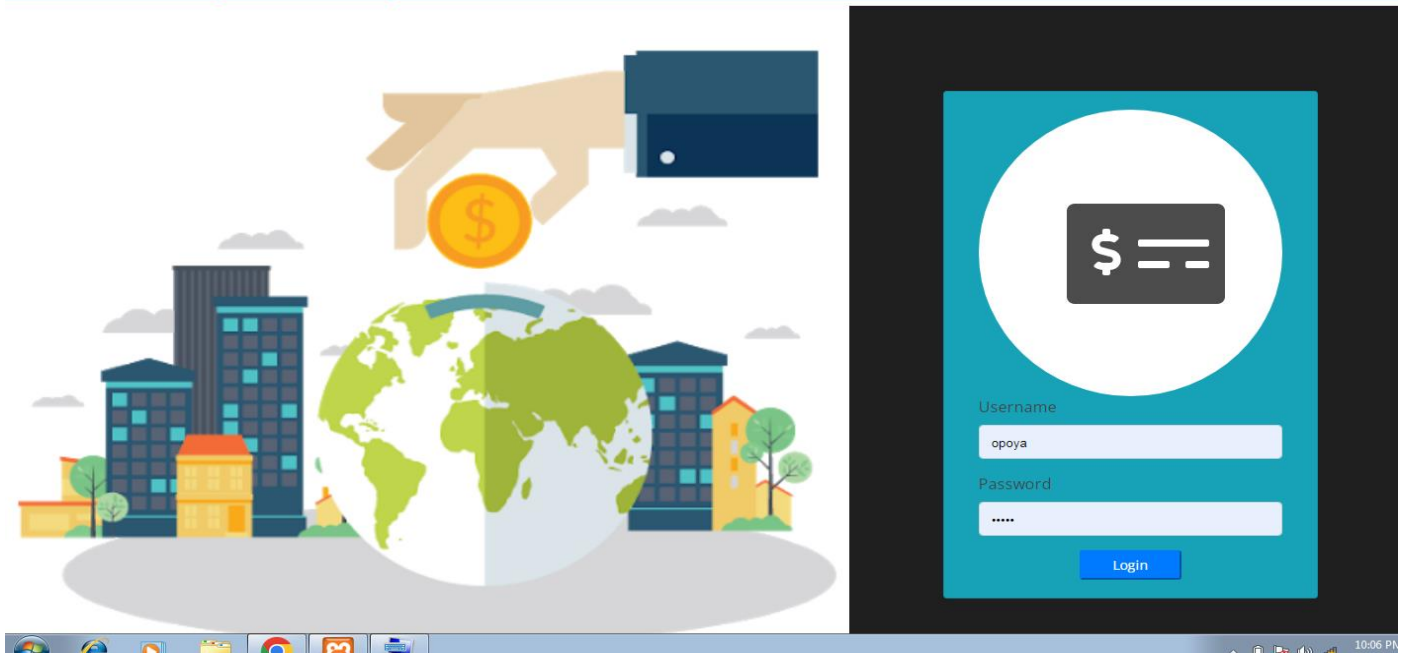 $
$
Username
opoya
Password
•••••
Login
10:06 PM